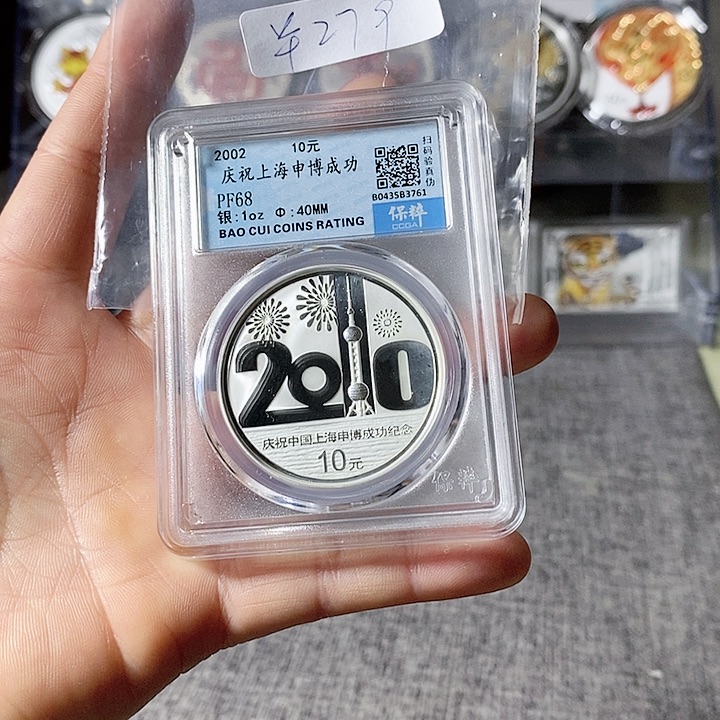 ¥279
2002 10元
庆祝上海申博成功
PF68
银:1oz Φ:40MM
BAO CUI COINS RATING
扫码验真伪
B0435B3761
保粹
CCGA
2010
庆祝中国上海申博成功纪念
10元
保粹